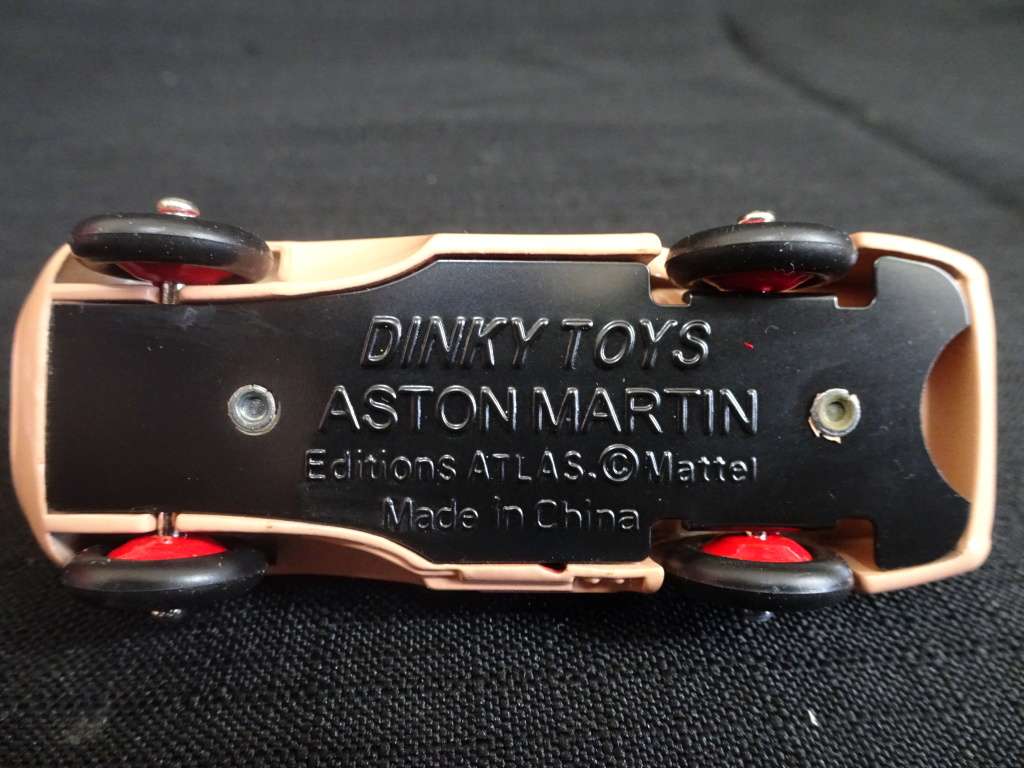 DINKY TOYS
ASTON MARTIN
Editions ATLAS.©Mattel
Made in China